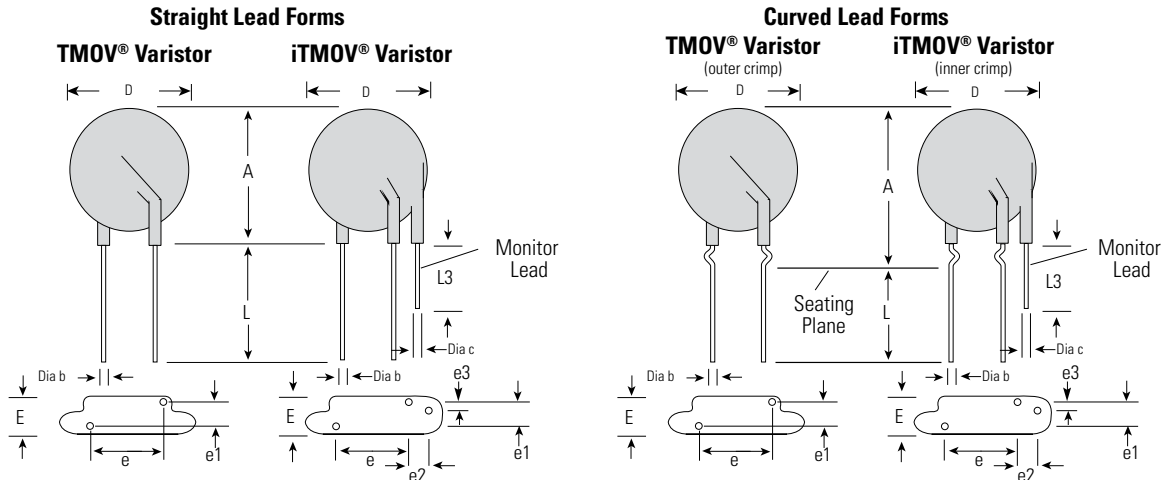 Straight Lead Forms
TMOV® Varistor
iTMOV® Varistor
D
D
A
L
L3
Monitor
Lead
Dia b
Dia b
Dia c
E
e
e1
E
e
e2
e3
e1
Curved Lead Forms
TMOV® Varistor
(outer crimp)
iTMOV® Varistor
(inner crimp)
D
D
A
L
Seating
Plane
L3
Monitor
Lead
Dia b
Dia b
Dia c
E
e
e1
E
e
e2
e3
e1